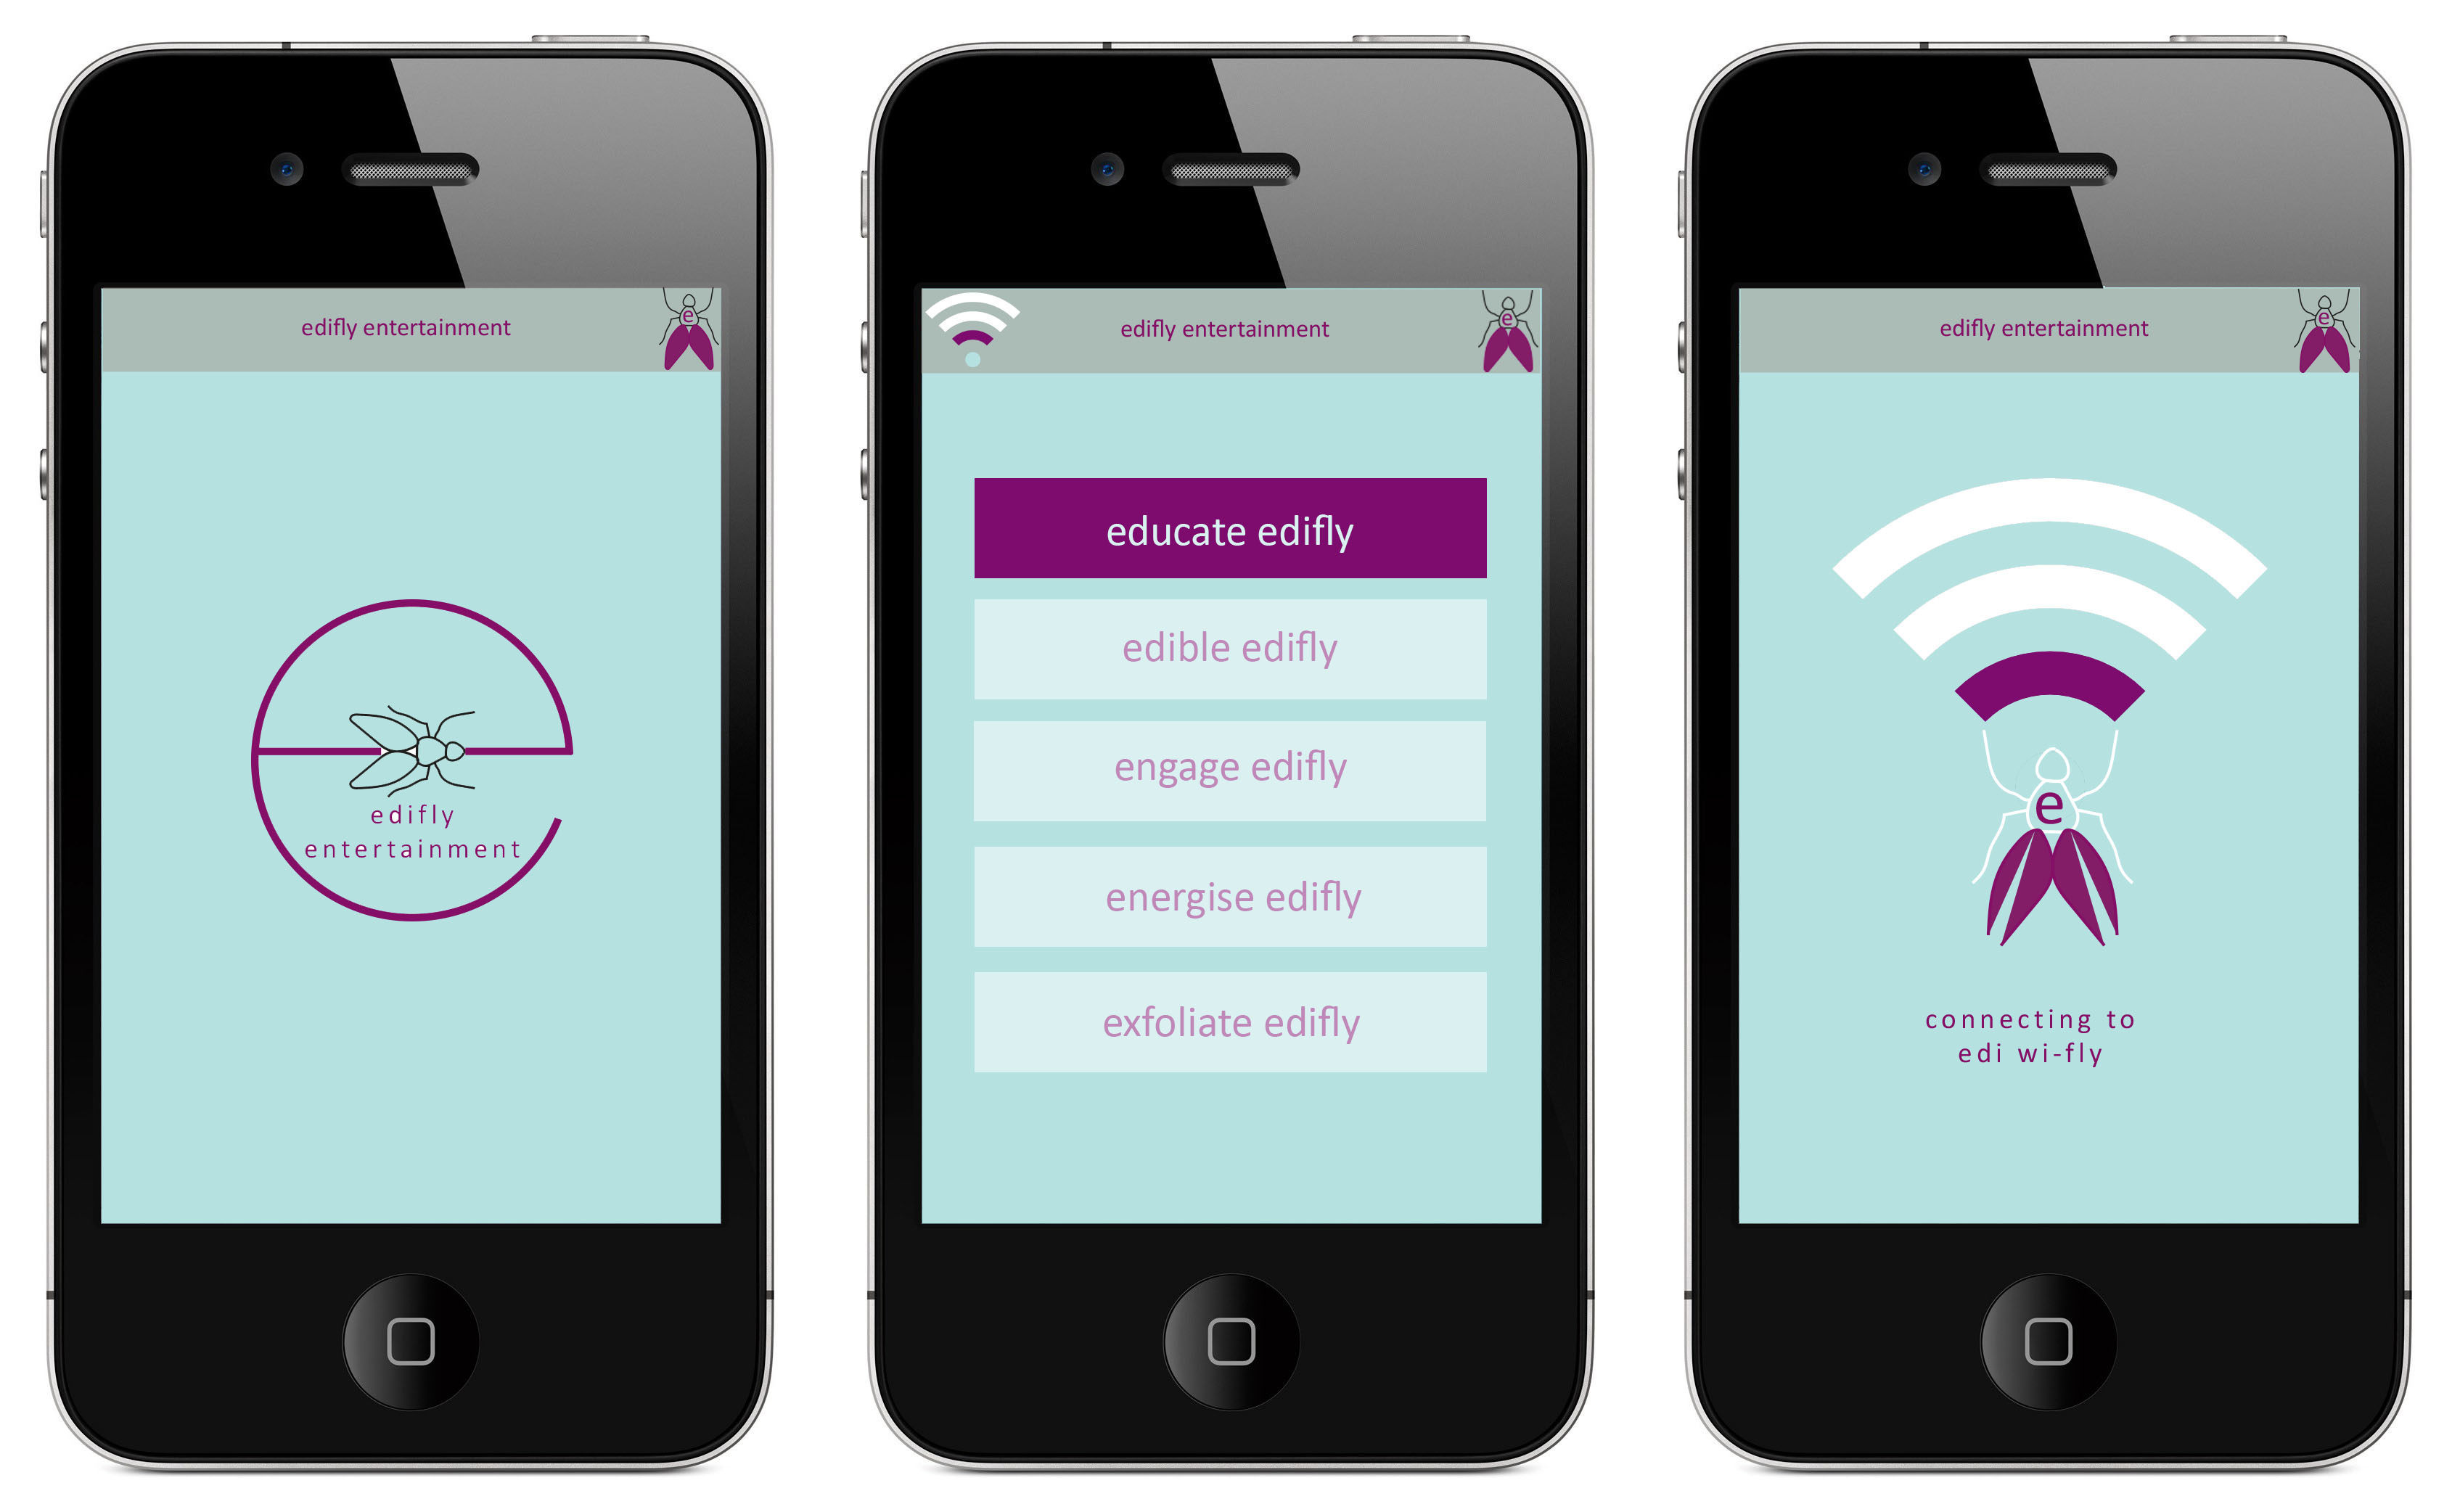 edifly entertainment
e
edifly
entertainment
edifly entertainment
e
educate edifly
edible edifly
engage edifly
energise edifly
exfoliate edifly
edifly entertainment
e
e
connecting to
edi wi-fly